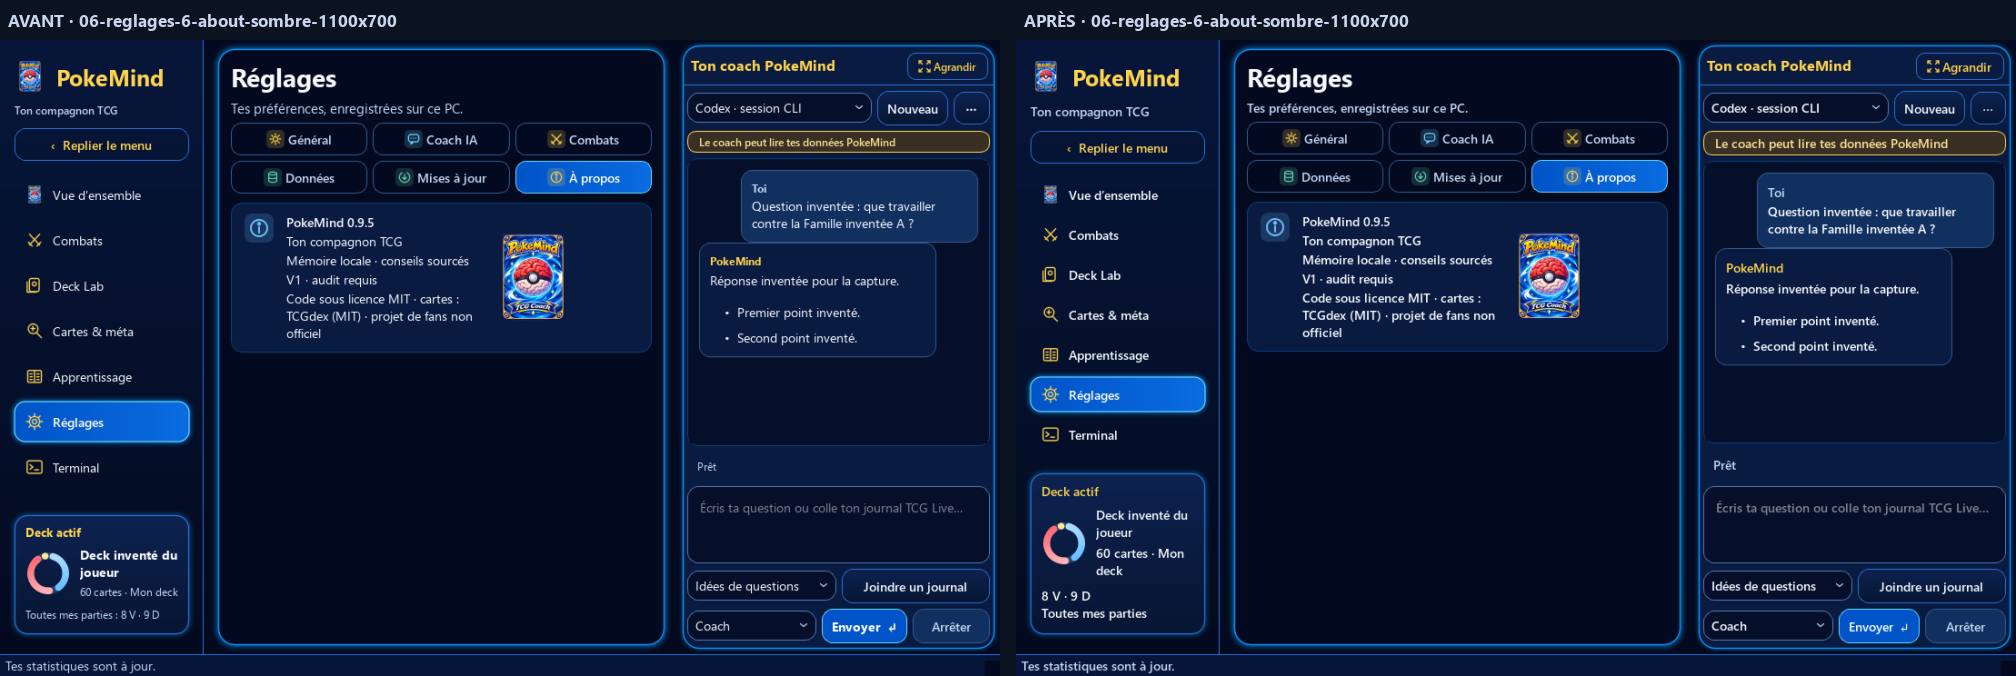 AVANT · 06-reglages-6-about-sombre-1100x700
PokeMind
Ton compagnon TCG
‹ Replier le menu
Vue d'ensemble
Combats
Deck Lab
Cartes & méta
Apprentissage
Réglages
Terminal
Deck actif
Deck inventé du
joueur
60 cartes · Mon deck
Toutes mes parties : 8 V · 9 D
Tes statistiques sont à jour.
Réglages
Tes préférences, enregistrées sur ce PC.
Général
Coach IA
Combats
Données
Mises à jour
À propos
PokeMind 0.9.5
Ton compagnon TCG
Mémoire locale · conseils sourcés
V1 · audit requis
Code sous licence MIT · cartes :
TCGdex (MIT) · projet de fans non
officiel
PokeMind
TCG Coach
Ton coach PokeMind
Agrandir
Codex · session CLI
Nouveau
...
Le coach peut lire tes données PokeMind
Toi
Question inventée : que travailler
contre la Famille inventée A ?
PokeMind
Réponse inventée pour la capture.
• Premier point inventé.
• Second point inventé.
Prêt
Écris ta question ou colle ton journal TCG Live...
Idées de questions
Joindre un journal
Coach
Envoyer ↲
Arrêter
APRÈS · 06-reglages-6-about-sombre-1100x700
PokeMind
Ton compagnon TCG
‹ Replier le menu
Vue d'ensemble
Combats
Deck Lab
Cartes & méta
Apprentissage
Réglages
Terminal
Deck actif
Deck inventé du
joueur
60 cartes · Mon
deck
8 V · 9 D
Toutes mes parties
Tes statistiques sont à jour.
Réglages
Tes préférences, enregistrées sur ce PC.
Général
Coach IA
Combats
Données
Mises à jour
À propos
PokeMind 0.9.5
Ton compagnon TCG
Mémoire locale · conseils sourcés
V1 · audit requis
Code sous licence MIT · cartes :
TCGdex (MIT) · projet de fans non
officiel
PokeMind
TCG Coach
Ton coach PokeMind
Agrandir
Codex · session CLI
Nouveau
...
Le coach peut lire tes données PokeMind
Toi
Question inventée : que travailler
contre la Famille inventée A ?
PokeMind
Réponse inventée pour la capture.
• Premier point inventé.
• Second point inventé.
Prêt
Écris ta question ou colle ton journal TCG Live...
Idées de questions
Joindre un journal
Coach
Envoyer ↲
Arrêter